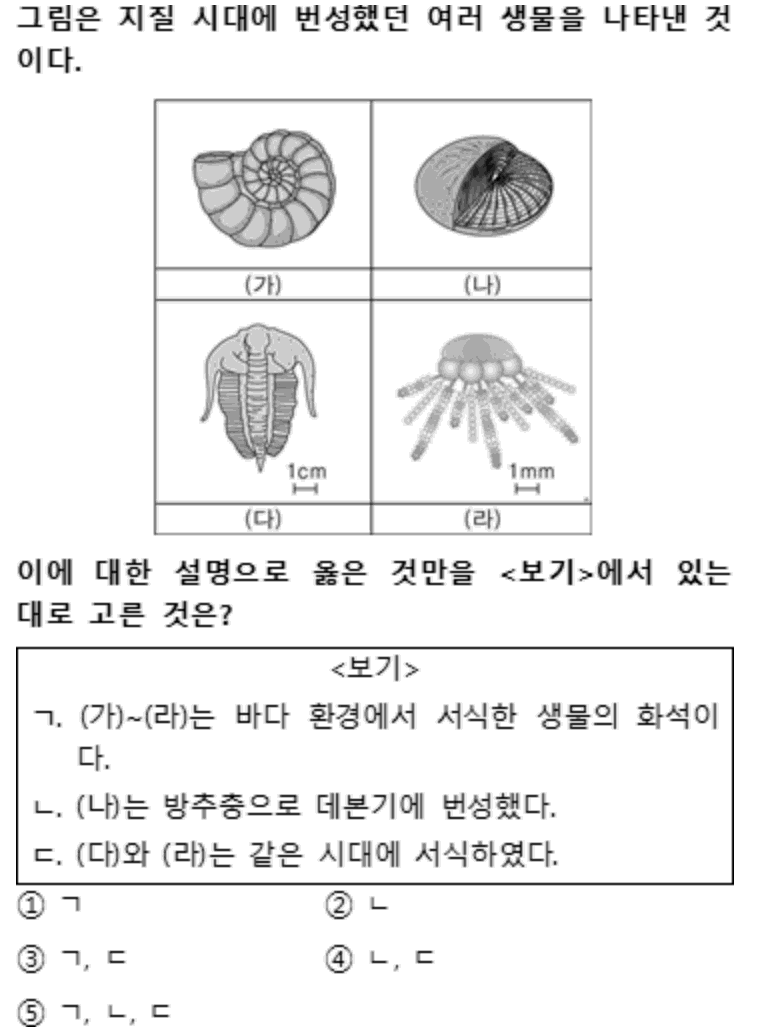 그림은 지질 시대에 번성했던 여러 생물을 나타낸 것
이다.
(가) (나)
1cm 1mm
(다) (라)
이에 대한 설명으로 옳은 것만을 <보기>에서 있는
대로 고른 것은?
<보기>
ㄱ. (가)~(라)는 바다 환경에서 서식한 생물의 화석이
다.
ㄴ. (나)는 방추충으로 데본기에 번성했다.
ㄷ. (다)와 (라)는 같은 시대에 서식하였다.
① ㄱ ② ㄴ
③ ㄱ, ㄷ ④ ㄴ, ㄷ
⑤ ㄱ, ㄴ, ㄷ